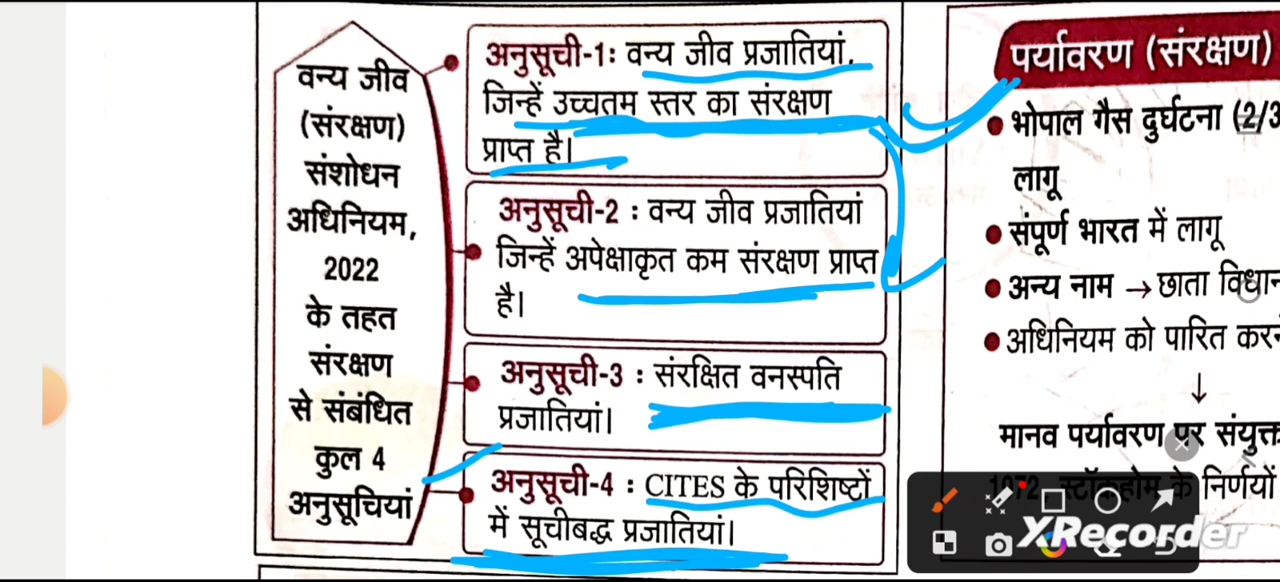 वन्य जीव
(संरक्षण)
संशोधन
अधिनियम,
2022
के तहत
संरक्षण
से संबंधित
कुल 4
अनुसूचियां
अनुसूची-1: वन्य जीव प्रजातियां,
जिन्हें उच्चतम स्तर का संरक्षण
प्राप्त है।
अनुसूची-2 : वन्य जीव प्रजातियां
जिन्हें अपेक्षाकृत कम संरक्षण प्राप्त
है।
अनुसूची-3 : संरक्षित वनस्पति
प्रजातियां।
अनुसूची-4 : CITES के परिशिष्टों
में सूचीबद्ध प्रजातियां।
पर्यावरण (संरक्षण)
भोपाल गैस दुर्घटना (2/3
लागू
संपूर्ण भारत में लागू
अन्य नाम → छाता
अधिनियम को पारित
↓
मानव पर्यावरण पर संयुक्त
के निर्णयों
XRecorder